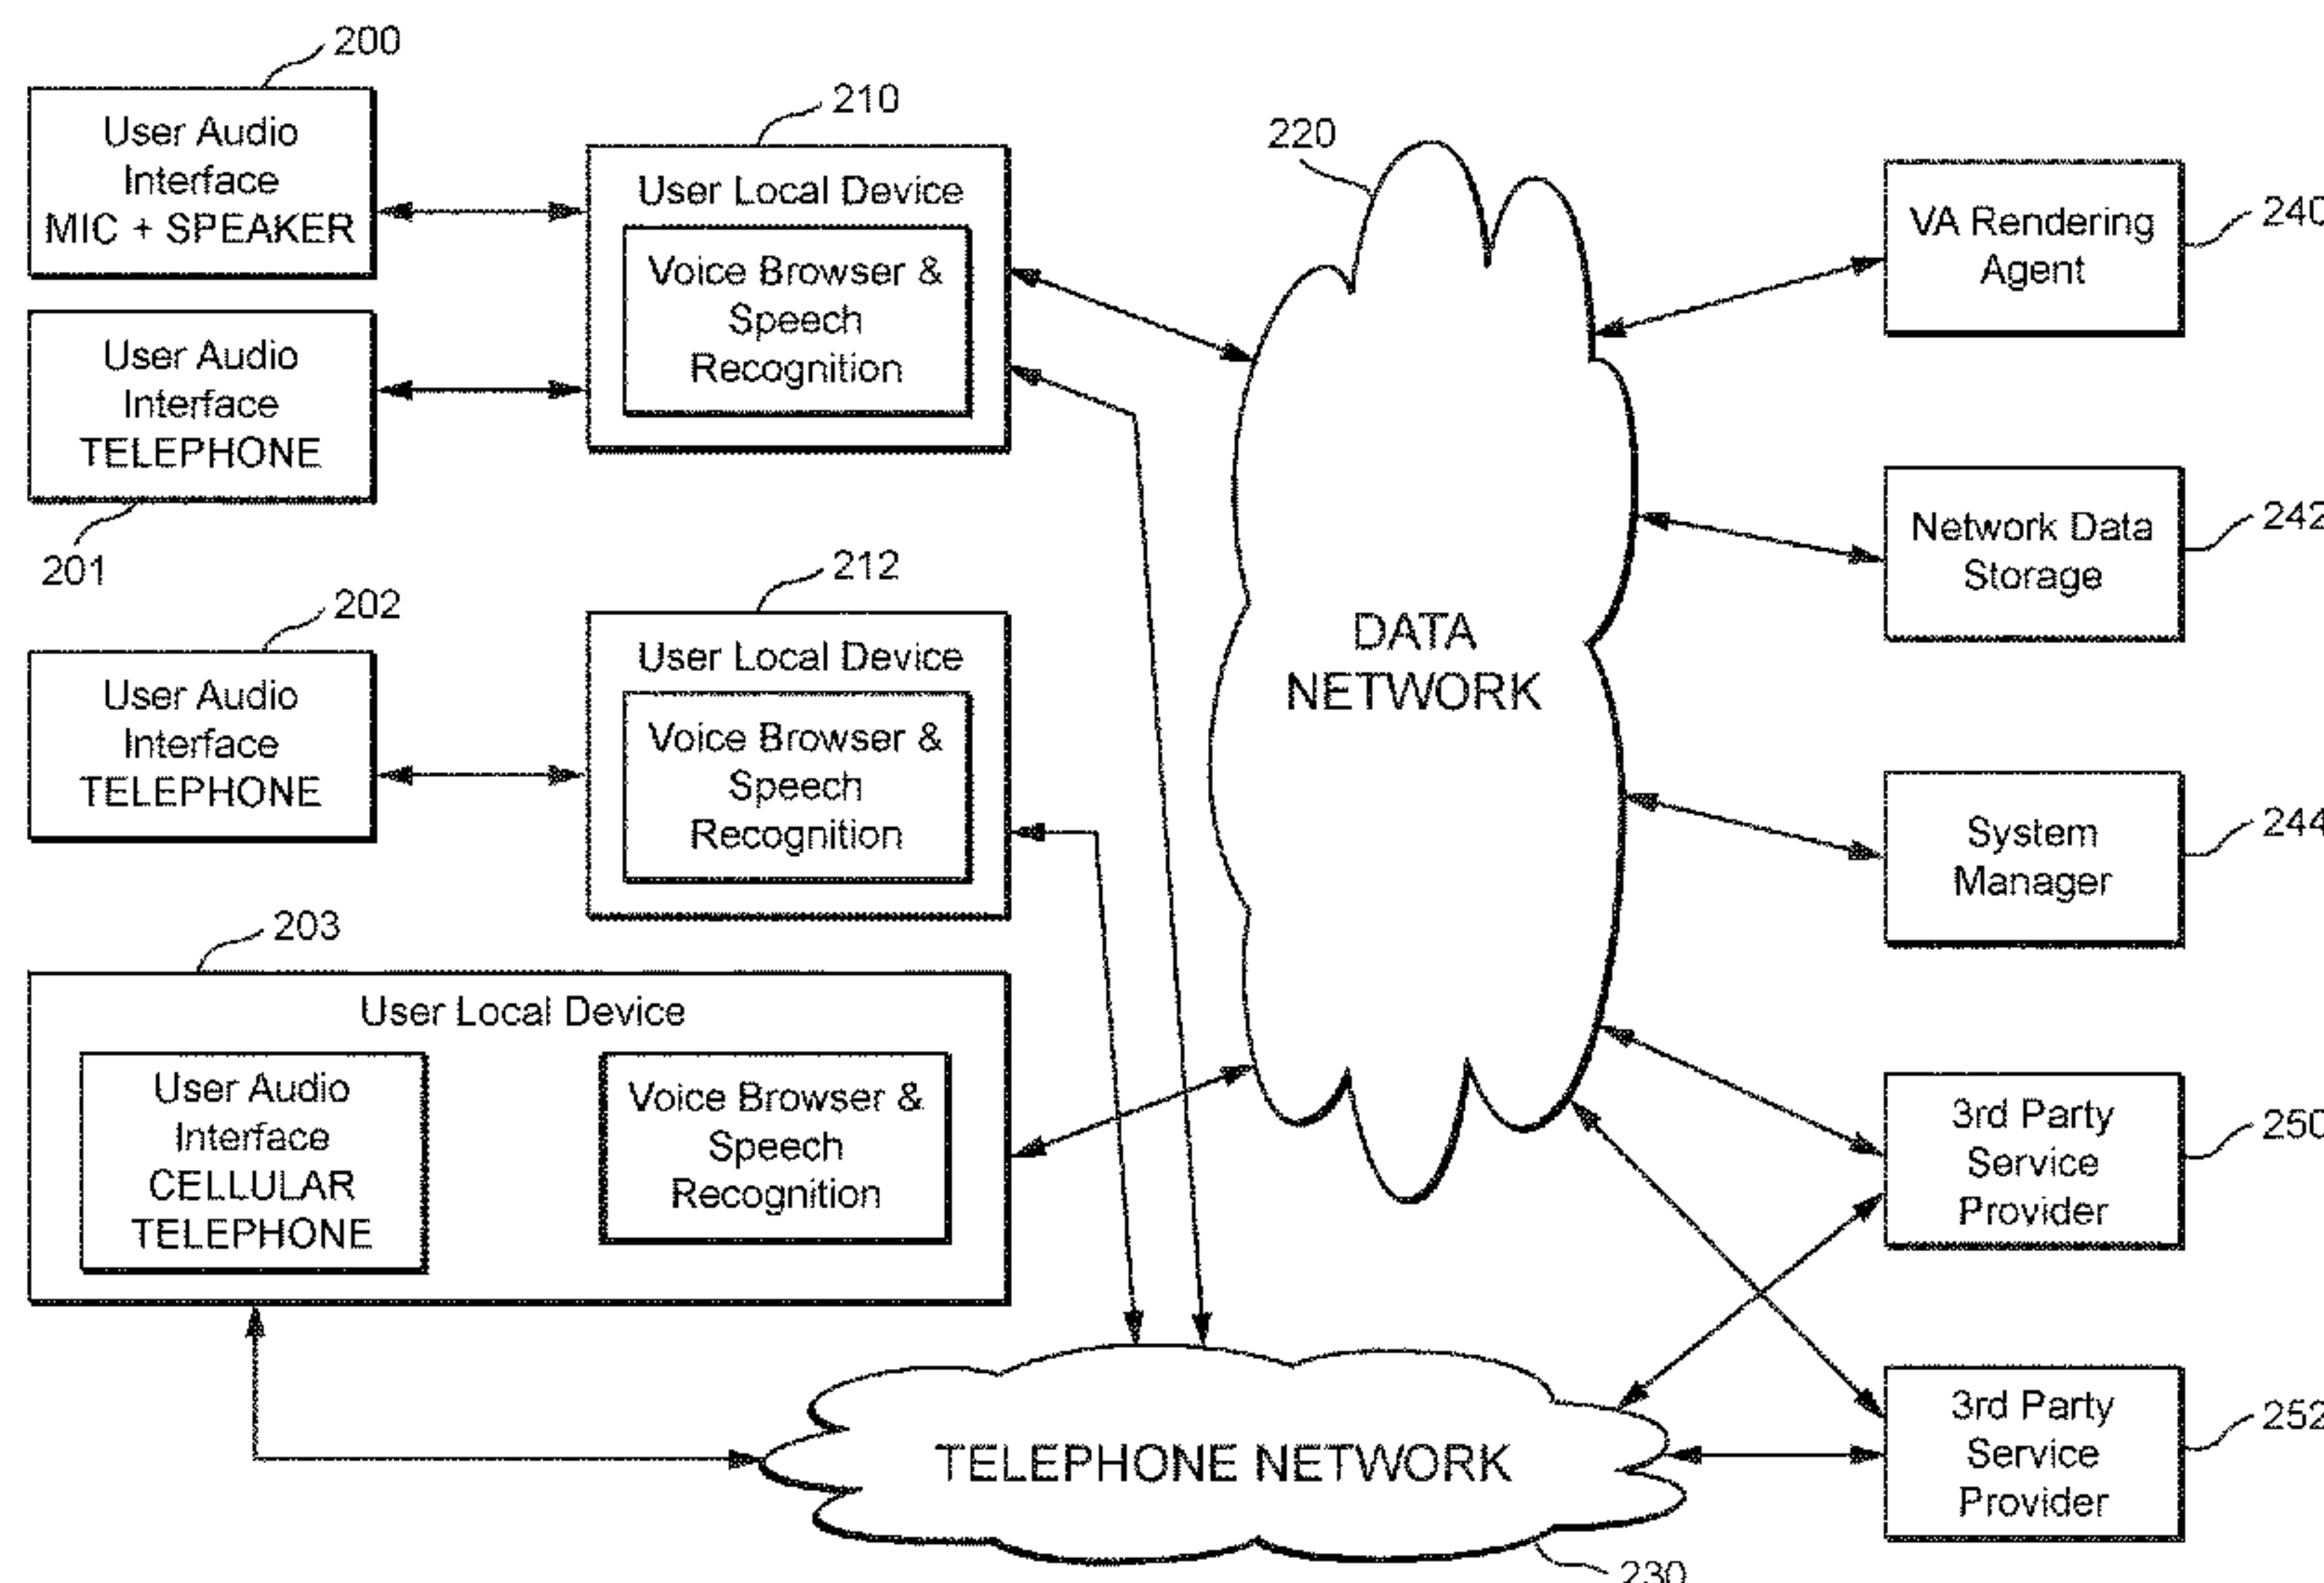 200
User Audio
Interface
MIC + SPEAKER
User Audio
Interface
TELEPHONE
201
202
User Audio
Interface
TELEPHONE
210
User Local Device
Voice Browser &
Speech
Recognition
212
User Local Device
Voice Browser &
Speech
Recognition
203
User Local Device
User Audio
Interface
CELLULAR
TELEPHONE
Voice Browser &
Speech
Recognition
220
DATA
NETWORK
TELEPHONE NETWORK
230
VA Rendering
Agent
240
Network Data
Storage
242
System
Manager
244
3rd Party
Service
Provider
250
3rd Party
Service
Provider
252